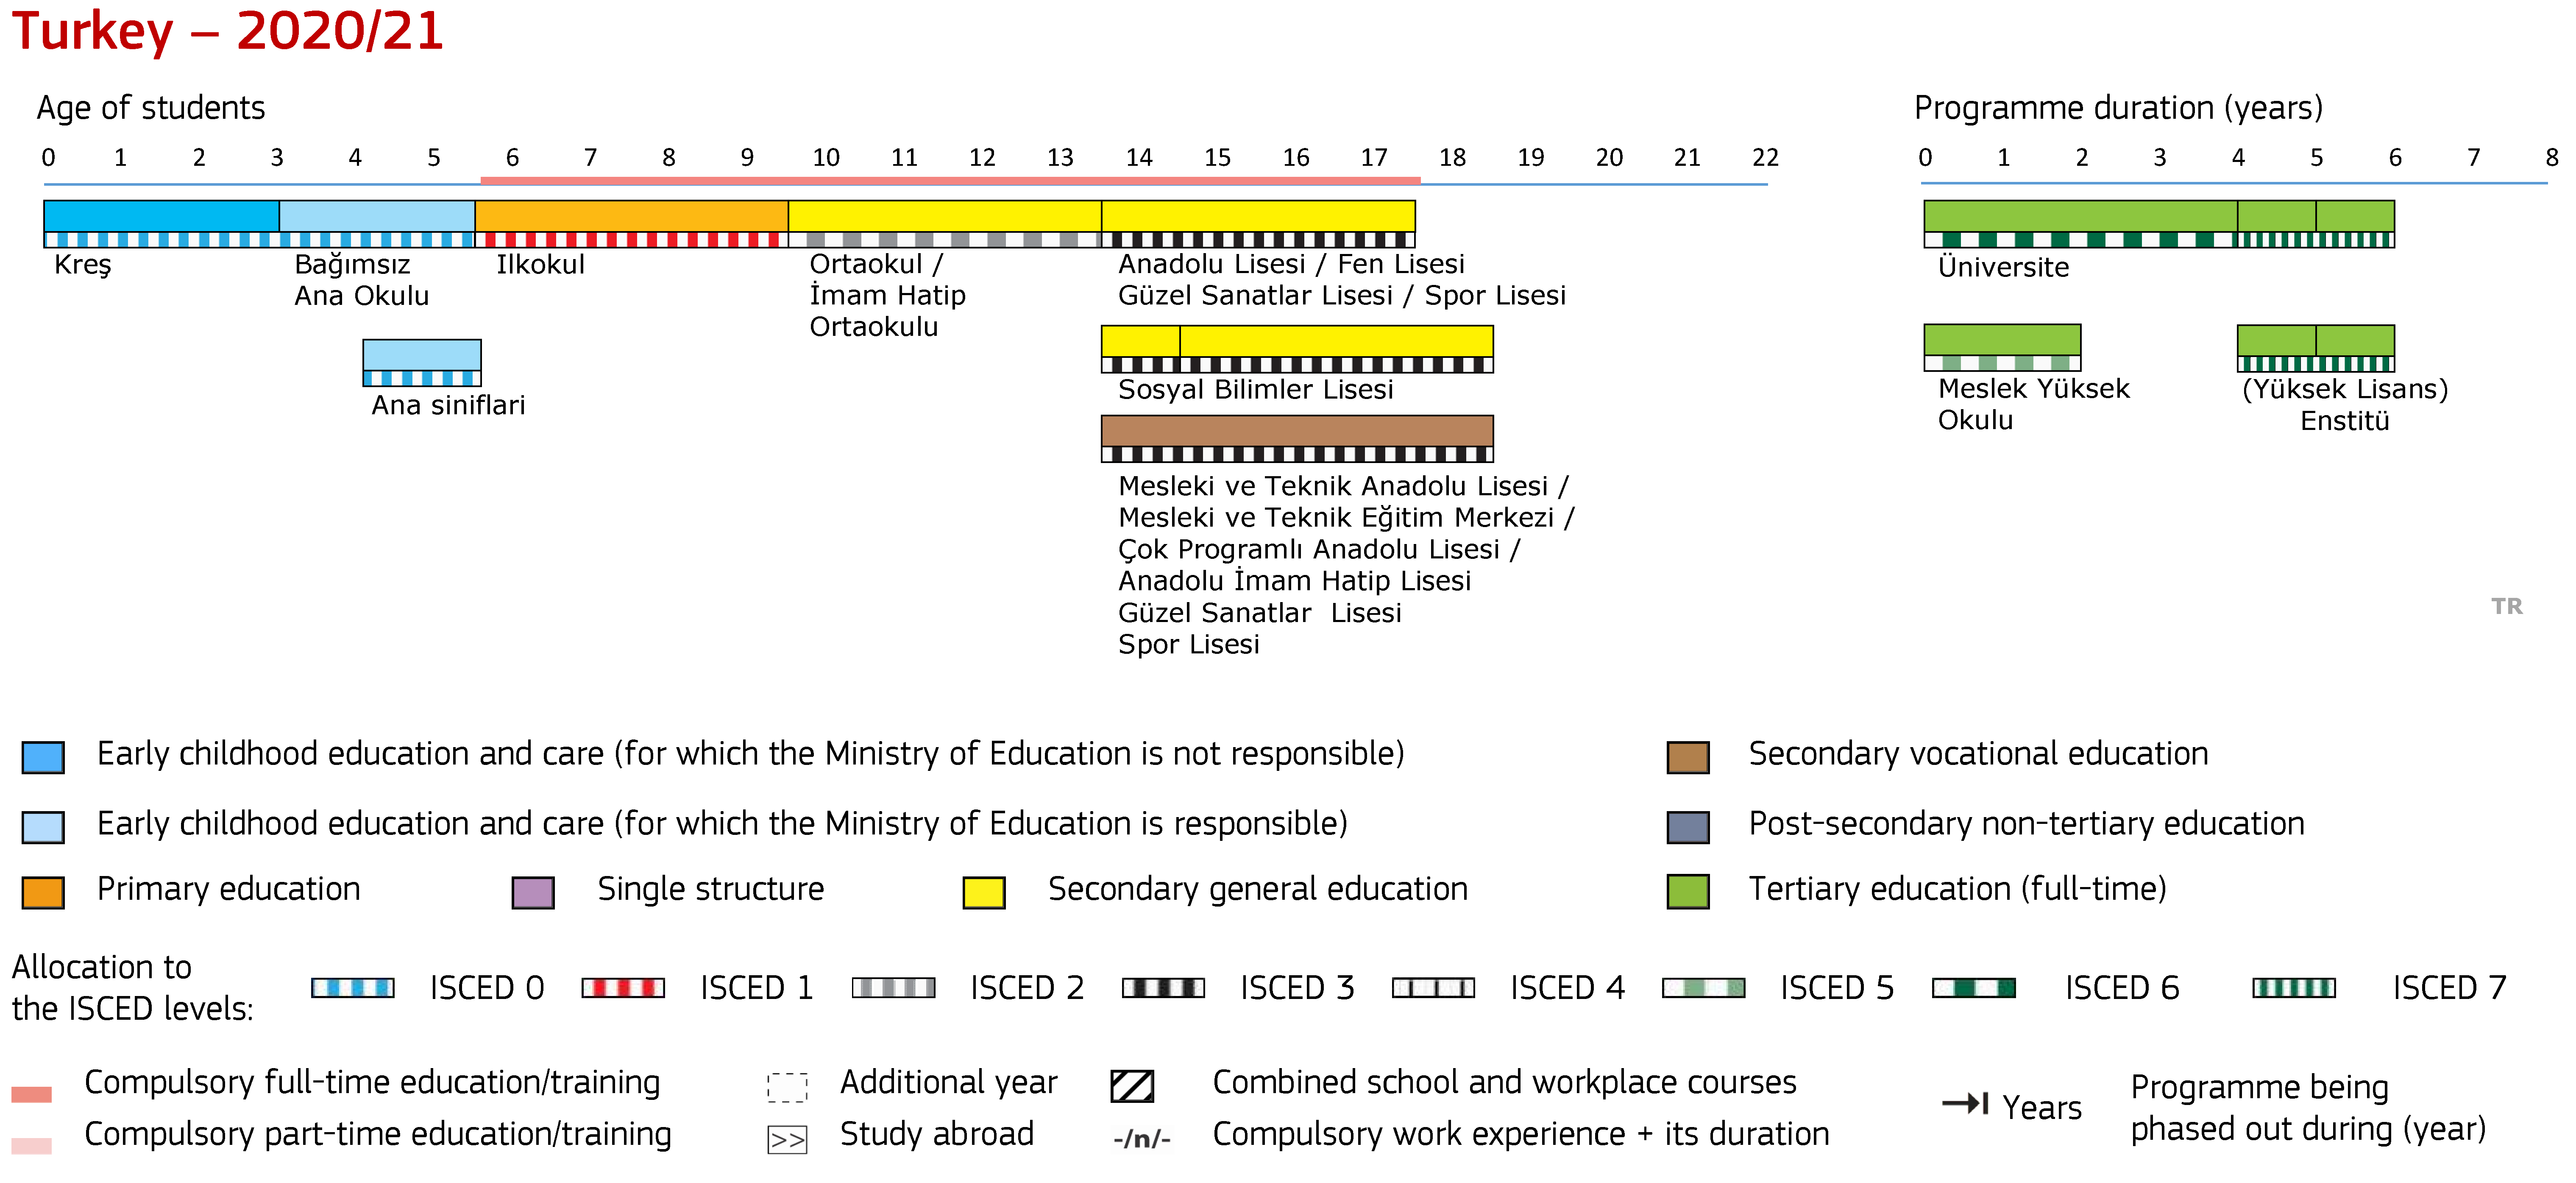 Turkey – 2020/21
Age of students
Programme duration (years)
0 1 2 3 4 5 6 7 8 9 10 11 12 13 14 15 16 17 18 19 20 21 22
0 1 2 3 4 5 6 7 8
Kreş
Bağımsız
Ana Okulu
Ilkokul
Ortaokul /
İmam Hatip
Ortaokulu
Anadolu Lisesi / Fen Lisesi
Güzel Sanatlar Lisesi / Spor Lisesi
Üniversite
Ana siniflari
Sosyal Bilimler Lisesi
Meslek Yüksek
Okulu
(Yüksek Lisans)
Enstitü
Mesleki ve Teknik Anadolu Lisesi /
Mesleki ve Teknik Eğitim Merkezi /
Çok Programlı Anadolu Lisesi /
Anadolu İmam Hatip Lisesi
Güzel Sanatlar Lisesi
Spor Lisesi
TR
Early childhood education and care (for which the Ministry of Education is not responsible)
Secondary vocational education
Early childhood education and care (for which the Ministry of Education is responsible)
Post-secondary non-tertiary education
Primary education
Single structure
Secondary general education
Tertiary education (full-time)
Allocation to
the ISCED levels:
ISCED 0
ISCED 1
ISCED 2
ISCED 3
ISCED 4
ISCED 5
ISCED 6
ISCED 7
Compulsory full-time education/training
Additional year
Combined school and workplace courses
Years
Programme being
phased out during (year)
Compulsory part-time education/training
>>
Study abroad
-/n/-
Compulsory work experience + its duration